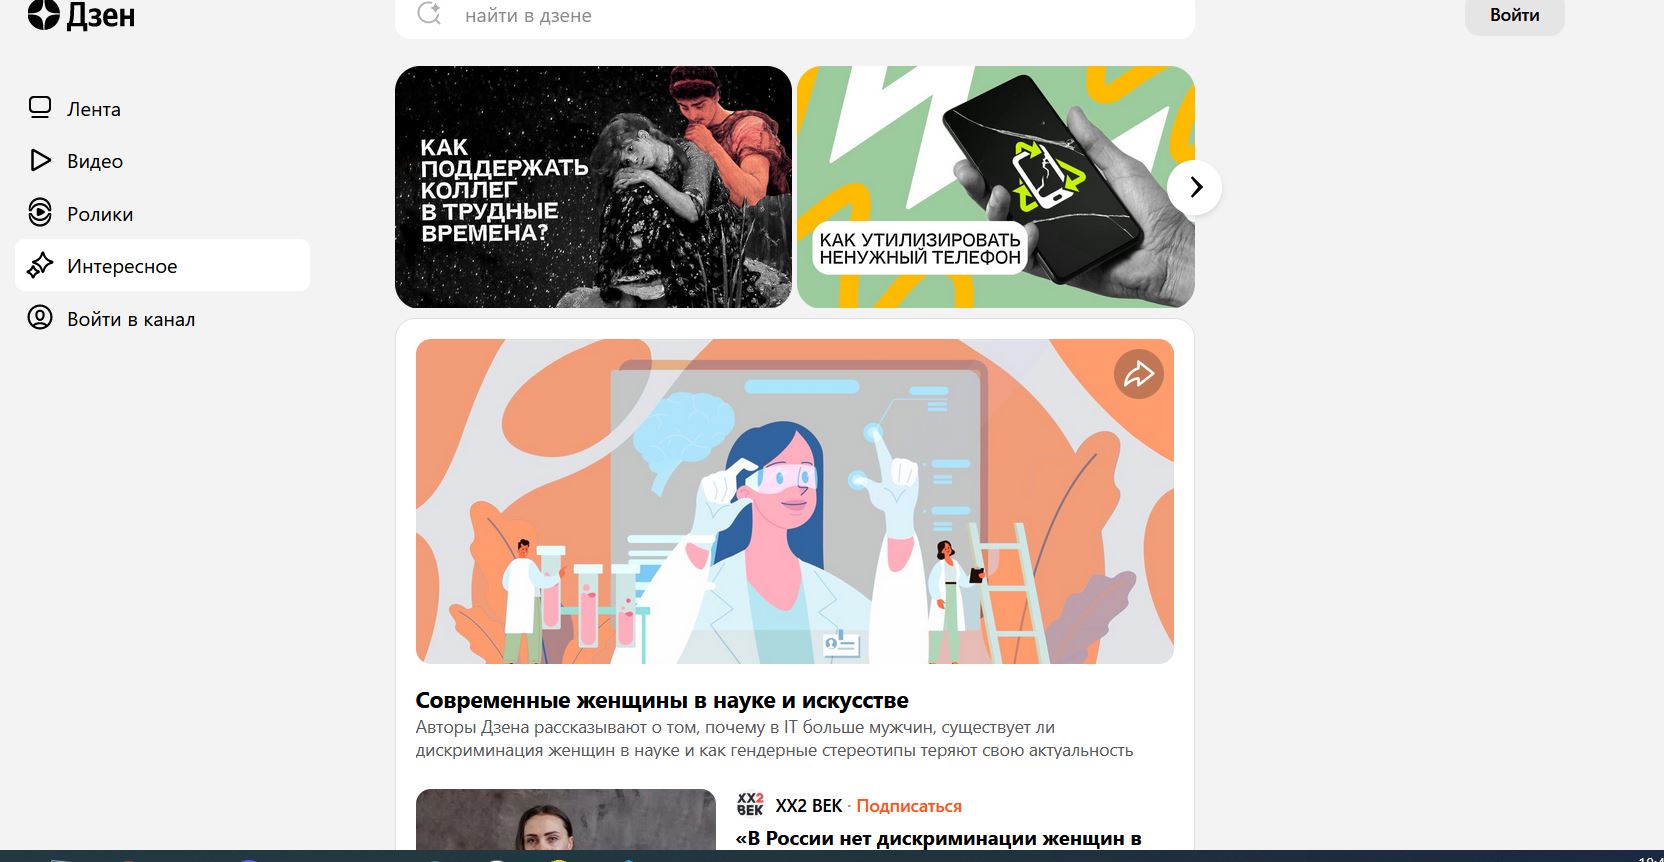 Дзен
найти в дзене
Войти
Лента
Видео
Ролики
Интересное
Войти в канал
КАК
ПОДДЕРЖАТЬ
КОЛЛЕГ
В ТРУДНЫЕ
ВРЕМЕНА?
КАК УТИЛИЗИРОВАТЬ
НЕНУЖНЫЙ ТЕЛЕФОН
Современные женщины в науке и искусстве
Авторы Дзена рассказывают о том, почему в IT больше мужчин, существует ли
дискриминация женщин в науке и как гендерные стереотипы теряют свою актуальность
XX2
ВЕК
XX2 ВЕК · Подписаться
«В России нет дискриминации женщин в